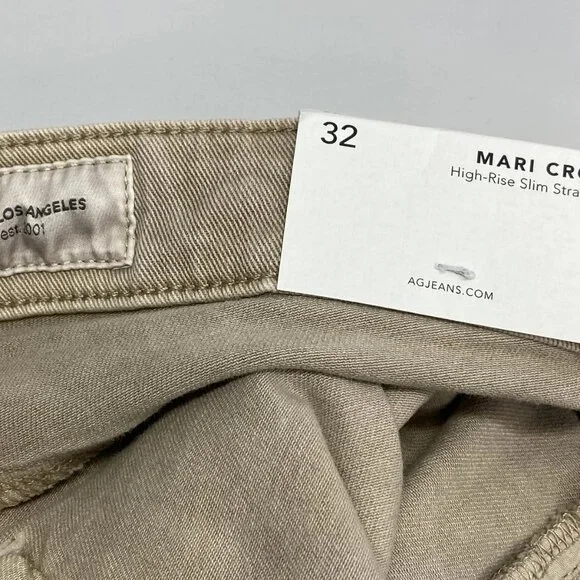 LOS ANGELES
est. 2001
32
MARI CRO
High-Rise Slim Stra
AGJEANS.COM